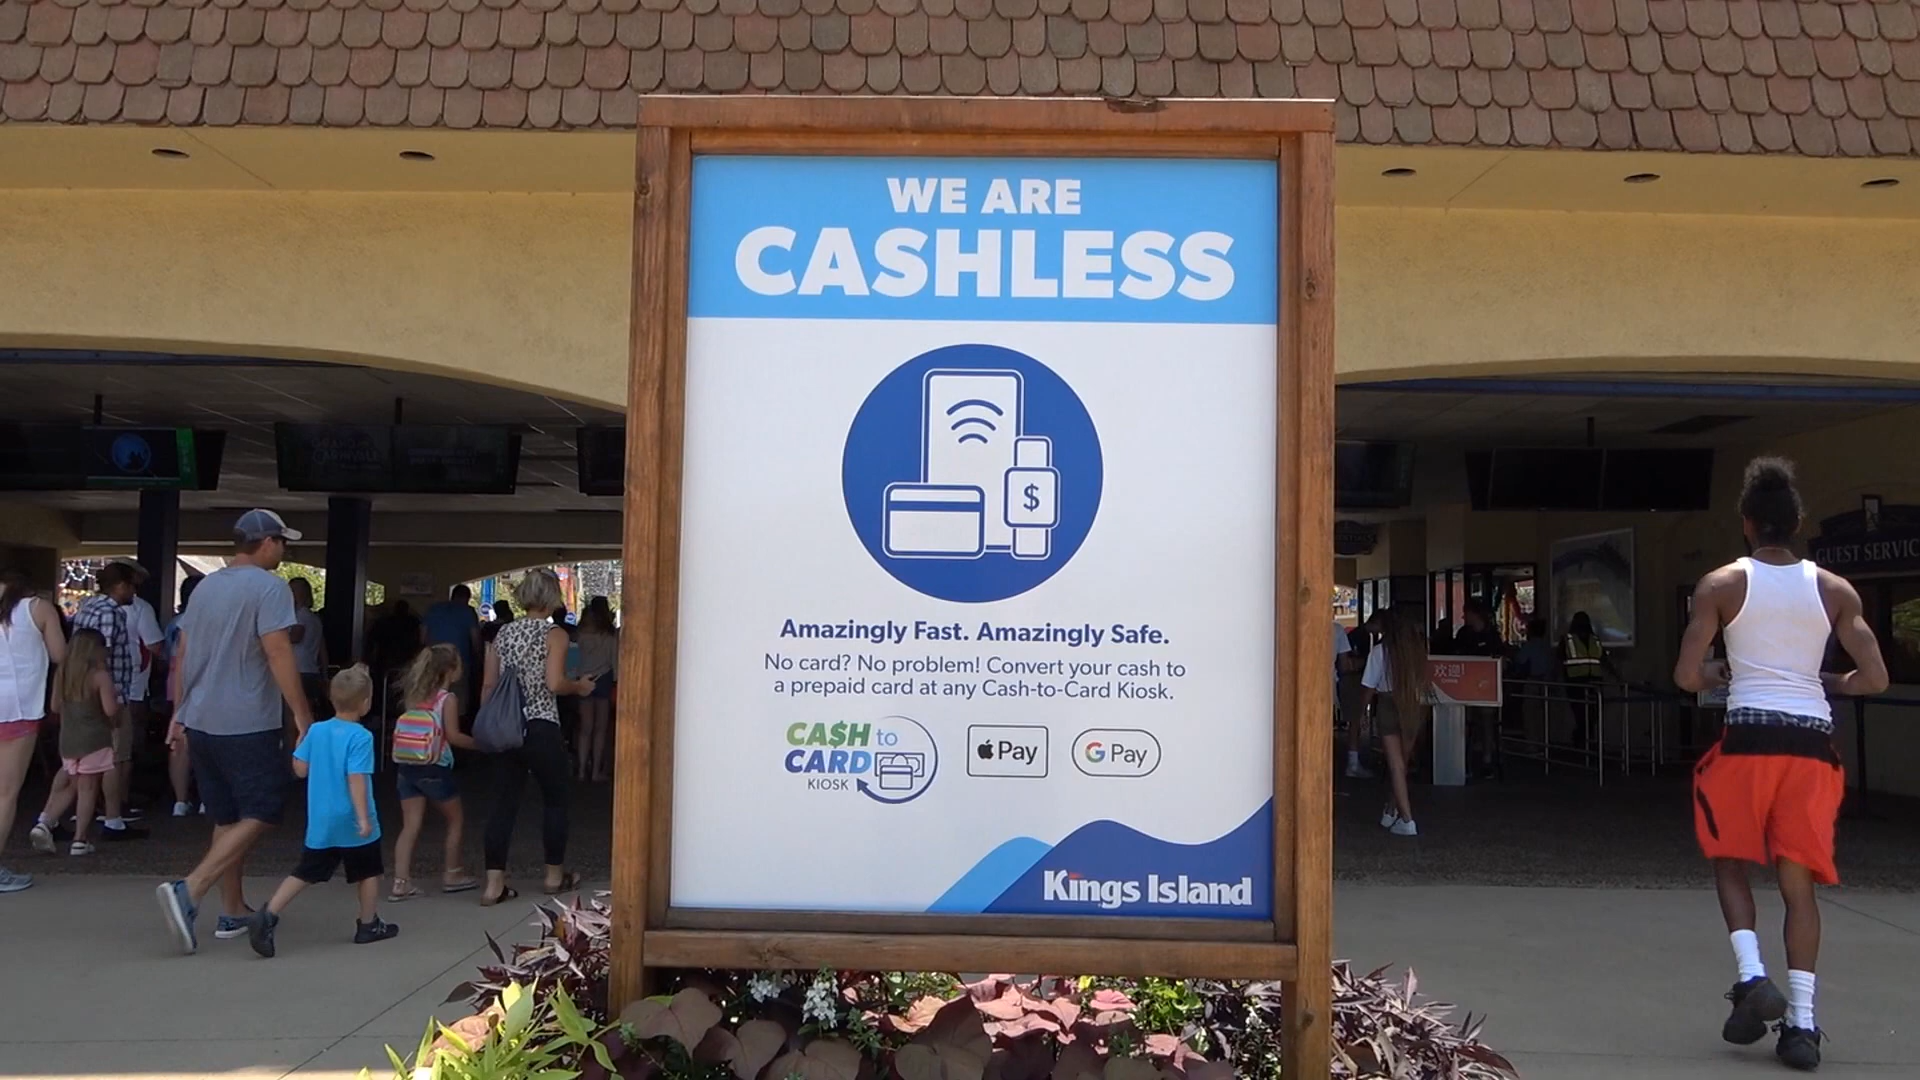 WE ARE
CASHLESS
$
Amazingly Fast. Amazingly Safe.
No card? No problem! Convert your cash to
a prepaid card at any Cash-to-Card Kiosk.
CA$H to
CARD
KIOSK
Pay
G Pay
Kings Island
欢迎!
GUEST SERVIC